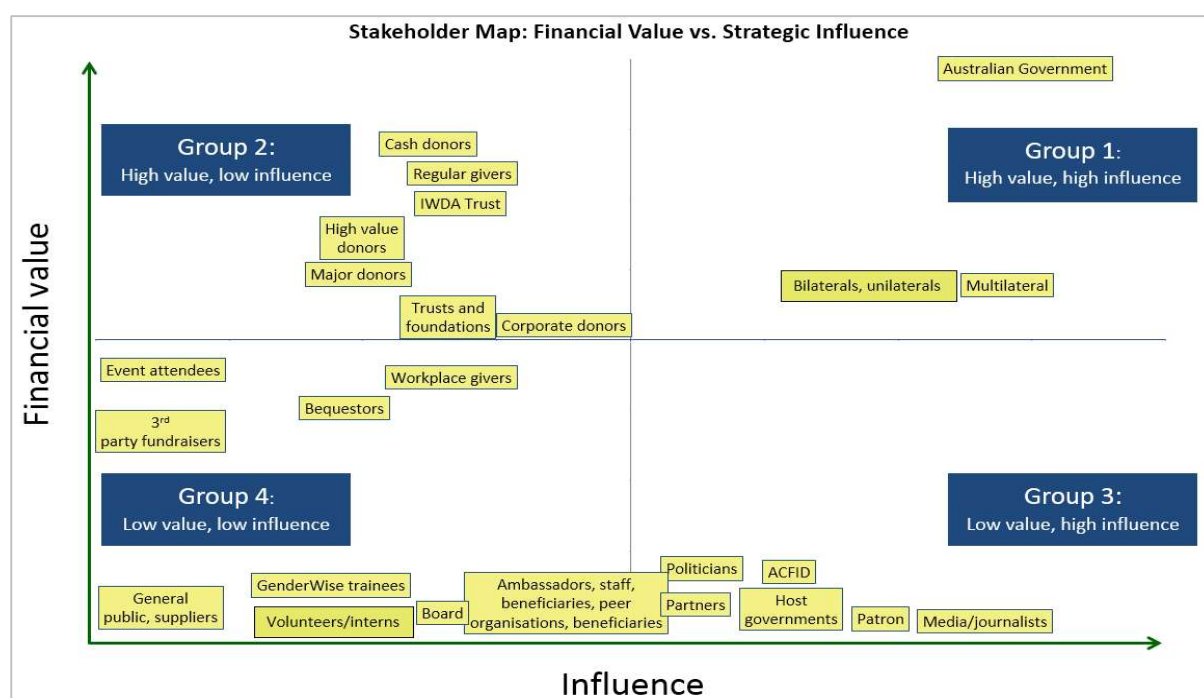 Stakeholder Map: Financial Value vs. Strategic Influence
Australian Government
Group 2:
High value, low influence
Cash donors
Regular givers
IWDA Trust
High value
donors
Major donors
Trusts and
foundations
Corporate donors
Group 1:
High value, high influence
Bilaterals, unilaterals
Multilateral
Financial value
Event attendees
Workplace givers
Bequestors
3rd
party fundraisers
Group 4:
Low value, low influence
Group 3:
Low value, high influence
General
public, suppliers
GenderWise trainees
Volunteers/interns
Board
Ambassadors, staff,
beneficiaries, peer
organisations, beneficiaries
Politicians
Partners
ACFID
Host
governments
Patron
Media/journalists
Influence